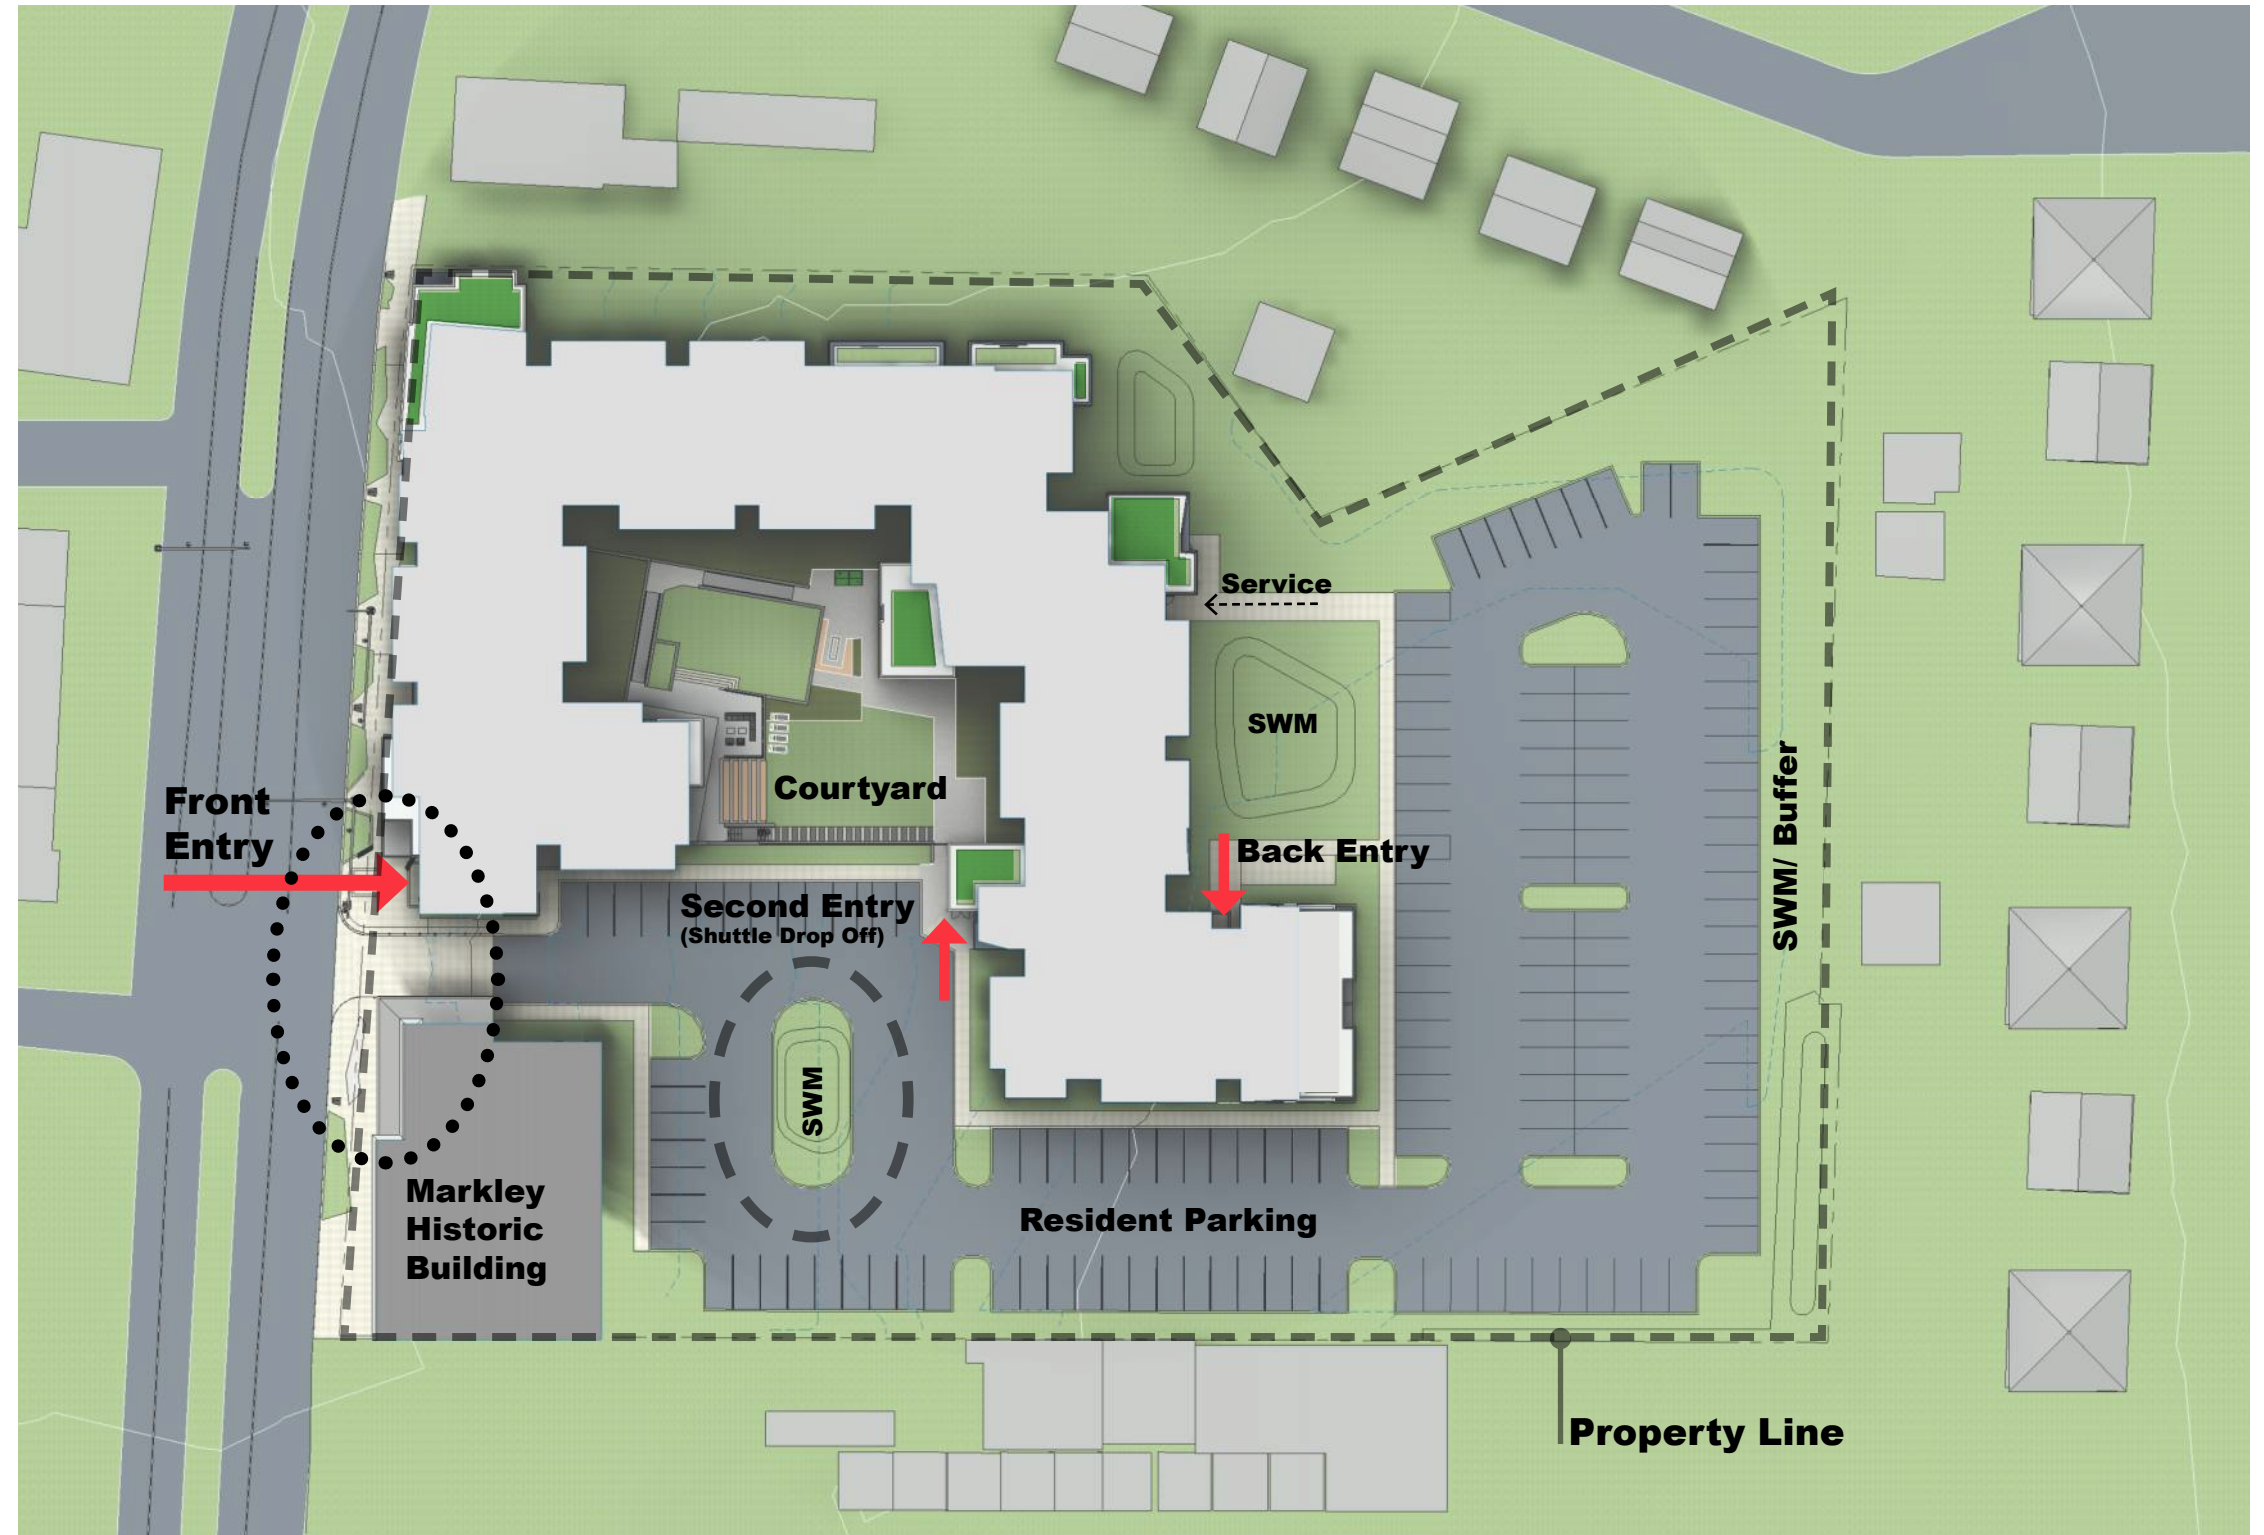 Service
SWM
Front
Entry
Courtyard
Back Entry
SWM/ Buffer
Second Entry
(Shuttle Drop Off)
SWM
Markley
Historic
Building
Resident Parking
Property Line